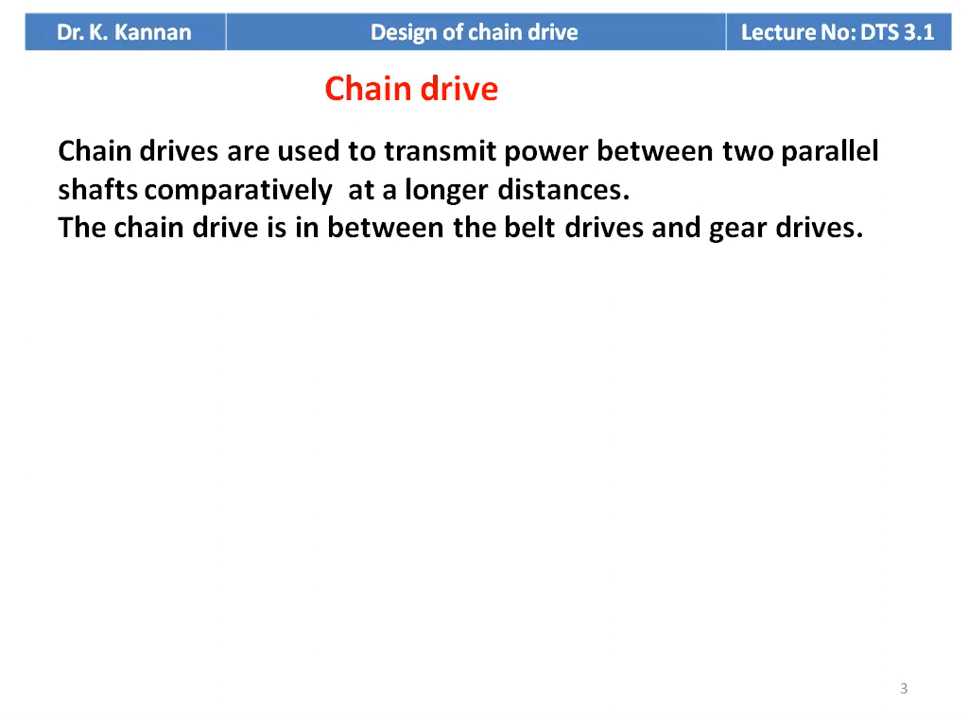 Dr. K. Kannan
Design of chain drive
Lecture No: DTS 3.1
Chain drive
Chain drives are used to transmit power between two parallel
shafts comparatively at a longer distances.
The chain drive is in between the belt drives and gear drives.
3